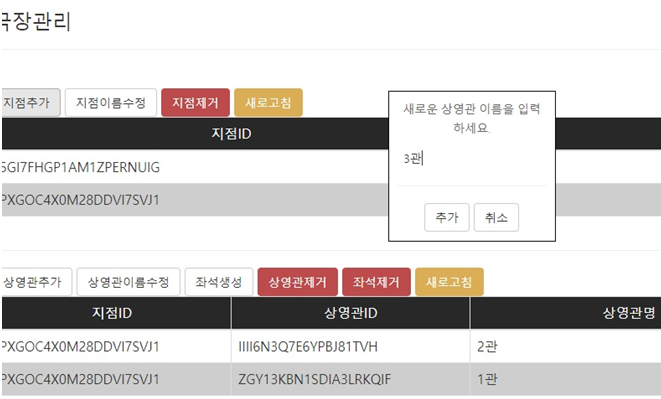 극장관리
지점추가 지점이름수정 지점제거 새로고침
지점ID
5GI7FHGP1AM1ZPERNUIG
PXGOC4X0M28DDVI7SVJ1
새로운 상영관 이름을 입력
하세요.
3관
추가 취소
상영관추가 상영관이름수정 좌석생성 상영관제거 좌석제거 새로고침
지점ID 상영관ID 상영관명
PXGOC4X0M28DDVI7SVJ1 IIII6N3Q7E6YPBJ81TVH 2관
PXGOC4X0M28DDVI7SVJ1 ZGY13KBN1SDIA3LRKQIF 1관